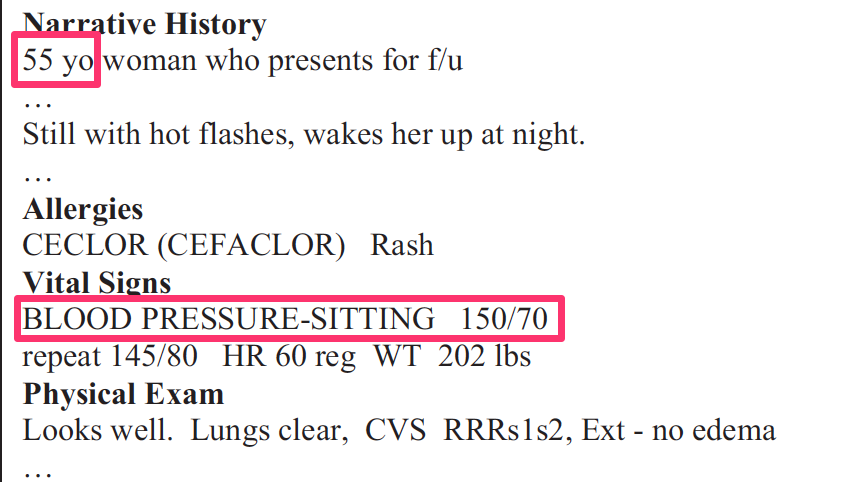 Narrative History
55 yo woman who presents for f/u
…
Still with hot flashes, wakes her up at night.
…
Allergies
CECLOR (CEFACLOR)   Rash
Vital Signs
BLOOD PRESSURE-SITTING   150/70
repeat 145/80   HR 60 reg  WT  202 lbs
Physical Exam
Looks well.  Lungs clear,  CVS  RRRs1s2, Ext - no edema
…